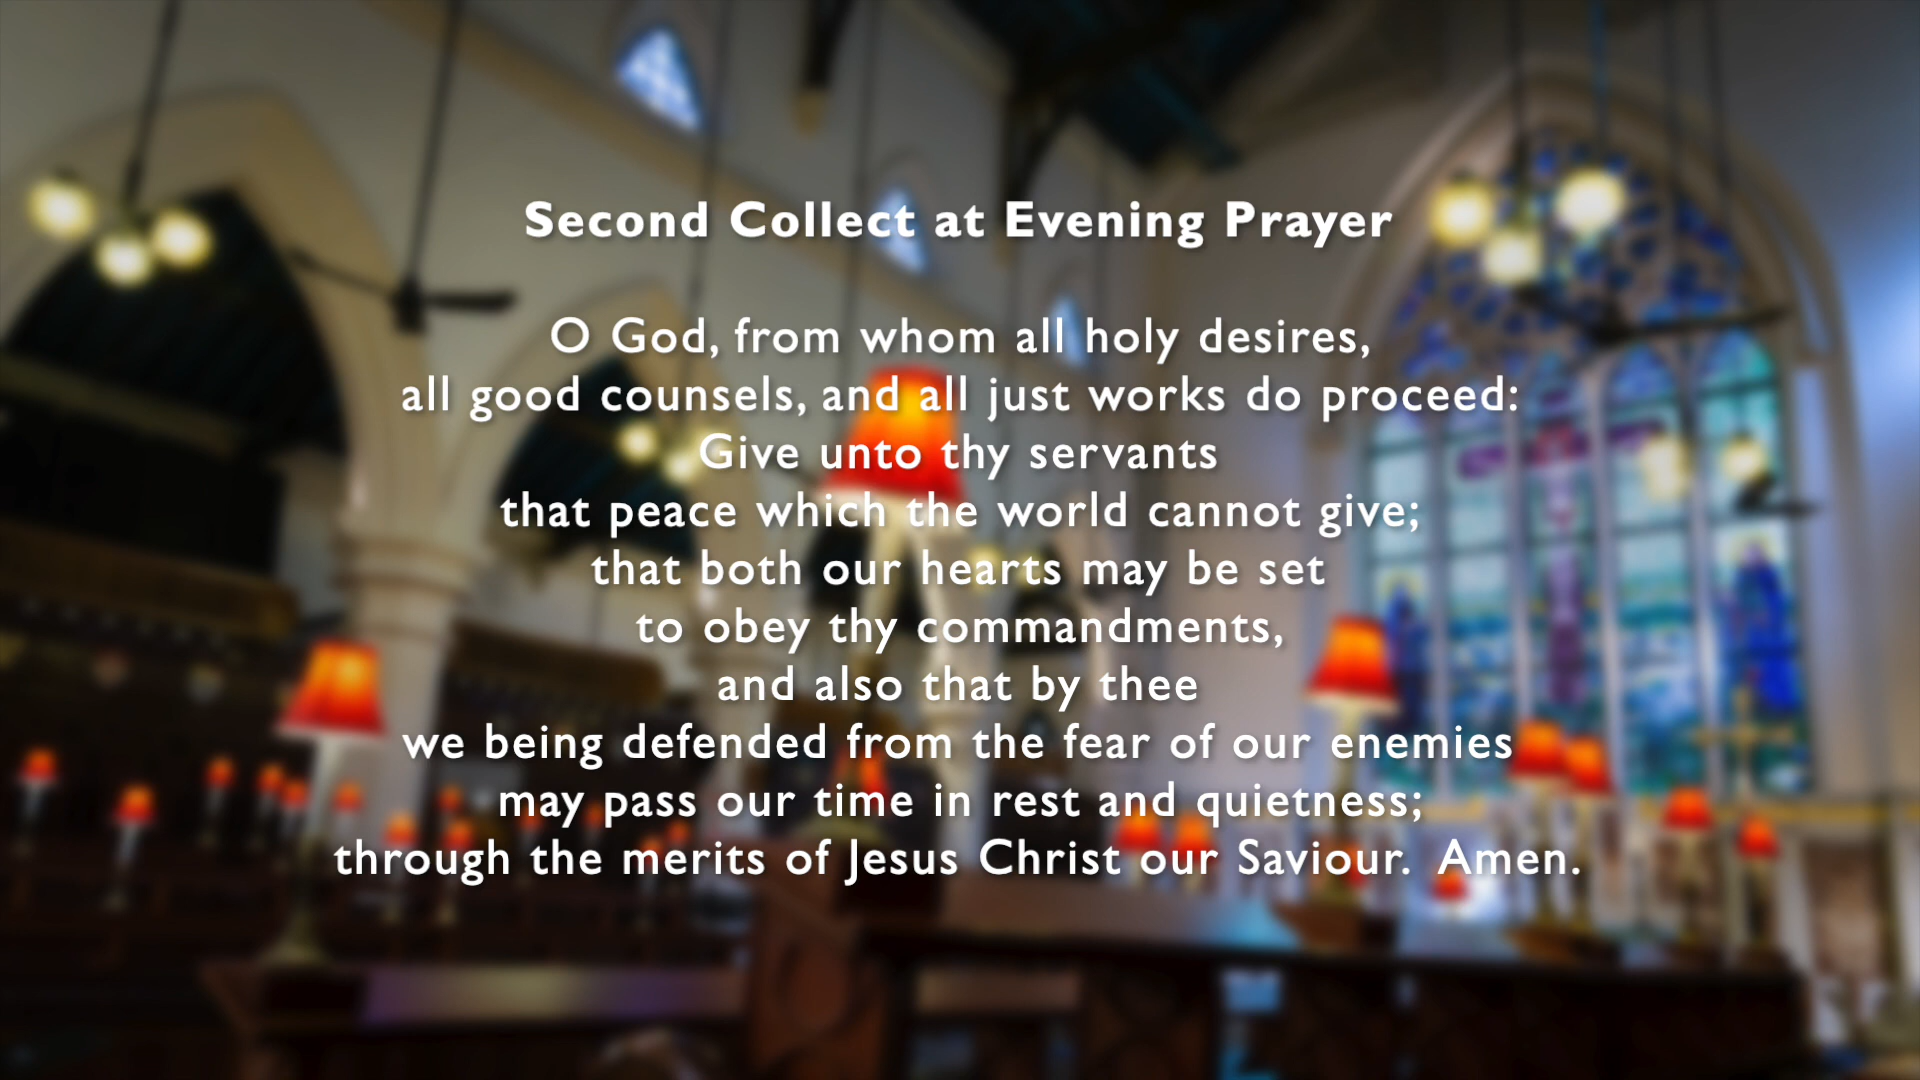 Second Collect at Evening Prayer
O God, from whom all holy desires,
all good counsels, and all just works do proceed:
Give unto thy servants
that peace which the world cannot give;
that both our hearts may be set
to obey thy commandments,
and also that by thee
we being defended from the fear of our enemies
may pass our time in rest and quietness;
through the merits of Jesus Christ our Saviour.  Amen.